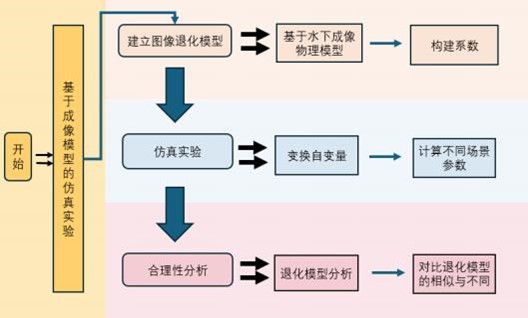 开始
基于成像模型的仿真实验
建立图像退化模型
基于水下成像
物理模型
构建系数
仿真实验
变换自变量
计算不同场景
参数
合理性分析
退化模型分析
对比退化模型
的相似与不同